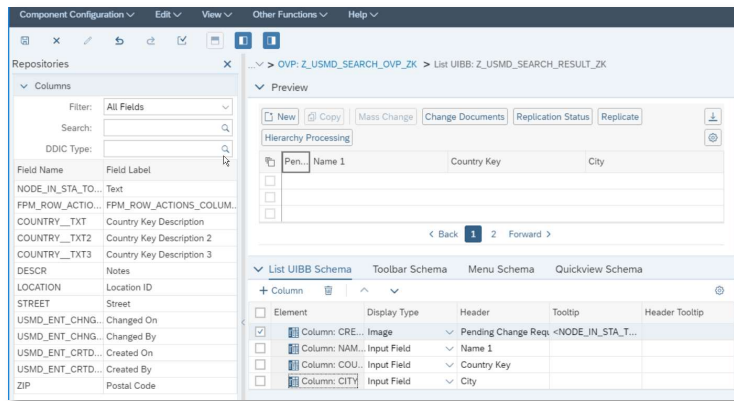 Component Configuration Edit View Other Functions Help
Repositories
Columns
Filter: All Fields
Search:
DDIC Type:
Field Name Field Label
NODE_IN_STA_TO... Text
FPM_ROW_ACTIO... FPM_ROW_ACTIONS_COLUM...
COUNTRY__TXT Country Key Description
COUNTRY__TXT2 Country Key Description 2
COUNTRY__TXT3 Country Key Description 3
DESCR Notes
LOCATION Location ID
STREET Street
USMD_ENT_CHNG... Changed On
USMD_ENT_CHNG... Changed By
USMD_ENT_CRTD... Created On
USMD_ENT_CRTD... Created By
ZIP Postal Code
... > OVP: Z_USMD_SEARCH_OVP_ZK > List UIBB: Z_USMD_SEARCH_RESULT_ZK
Preview
New Copy Mass Change Change Documents Replication Status Replicate
Hierarchy Processing
Pen... Name 1 Country Key City
< Back 1 2 Forward >
List UIBB Schema Toolbar Schema Menu Schema Quickview Schema
+ Column
Element Display Type Header Tooltip Header Tooltip
Column: CRE... Image Pending Change Requ <NODE_IN_STA_T...
Column: NAM... Input Field Name 1
Column: COU... Input Field Country Key
Column: CITY Input Field City